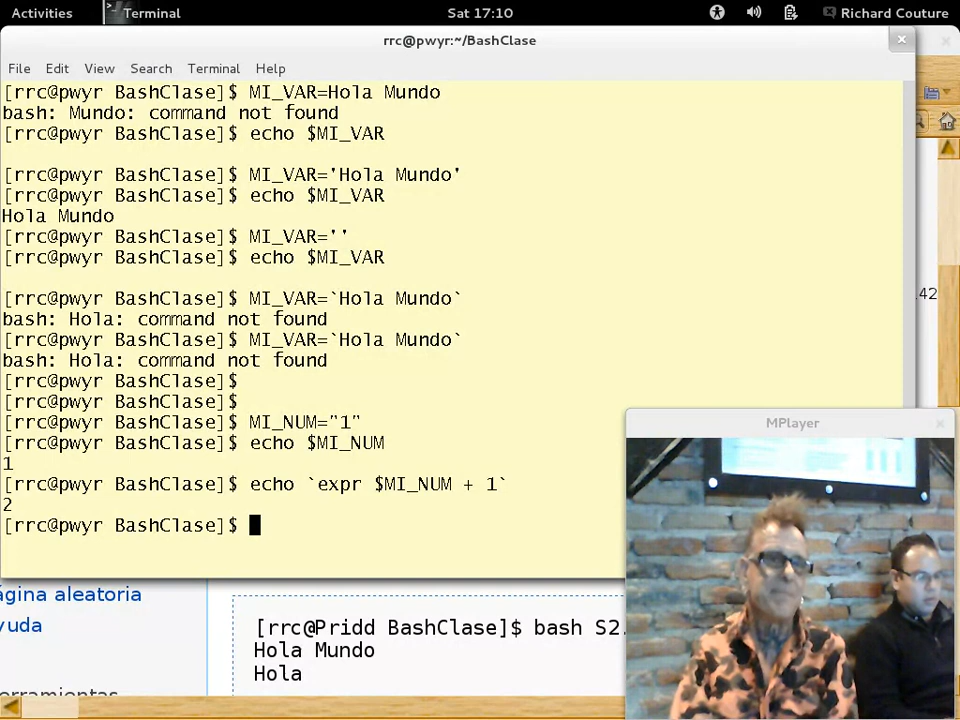 Activities Terminal Sat 17:10 Richard Couture
rrc@pwyr:~/BashClase
File Edit View Search Terminal Help
[rrc@pwyr BashClase]$ MI_VAR=Hola Mundo
bash: Mundo: command not found
[rrc@pwyr BashClase]$ echo $MI_VAR
[rrc@pwyr BashClase]$ MI_VAR='Hola Mundo'
[rrc@pwyr BashClase]$ echo $MI_VAR
Hola Mundo
[rrc@pwyr BashClase]$ MI_VAR=''
[rrc@pwyr BashClase]$ echo $MI_VAR
[rrc@pwyr BashClase]$ MI_VAR=`Hola Mundo`
bash: Hola: command not found
[rrc@pwyr BashClase]$ MI_VAR=`Hola Mundo`
bash: Hola: command not found
[rrc@pwyr BashClase]$
[rrc@pwyr BashClase]$
[rrc@pwyr BashClase]$ MI_NUM="1"
[rrc@pwyr BashClase]$ echo $MI_NUM
1
[rrc@pwyr BashClase]$ echo `expr $MI_NUM + 1`
2
[rrc@pwyr BashClase]$
.42
MPlayer
ágina aleatoria
yuda
erramientas
[rrc@Pridd BashClase]$ bash S2.
Hola Mundo
Hola